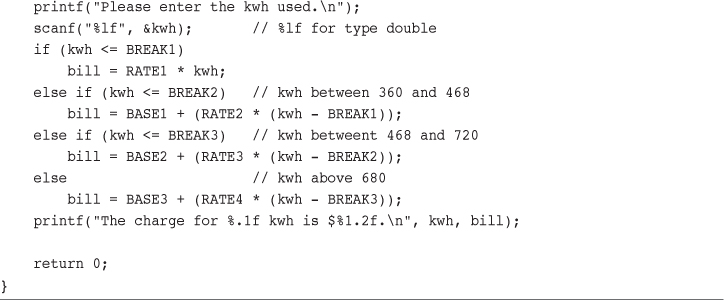 printf("Please enter the kwh used.\n");
scanf("%lf", &kwh);       // %lf for type double
if (kwh <= BREAK1)
    bill = RATE1 * kwh;
else if (kwh <= BREAK2)   // kwh between 360 and 468
    bill = BASE1 + (RATE2 * (kwh - BREAK1));
else if (kwh <= BREAK3)   // kwh betweent 468 and 720
    bill = BASE2 + (RATE3 * (kwh - BREAK2));
else                      // kwh above 680
    bill = BASE3 + (RATE4 * (kwh - BREAK3));
printf("The charge for %.1f kwh is $%1.2f.\n", kwh, bill);
return 0;
}